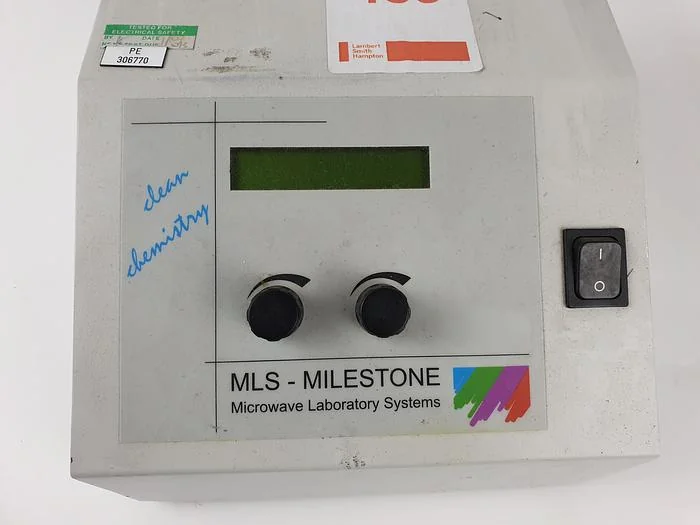 TESTED FOR
ELECTRICAL SAFETY
BY
DATE
PE
306770
Lambert
Smith
Hampton
clean
chemistry
MLS - MILESTONE
Microwave Laboratory Systems
I
O